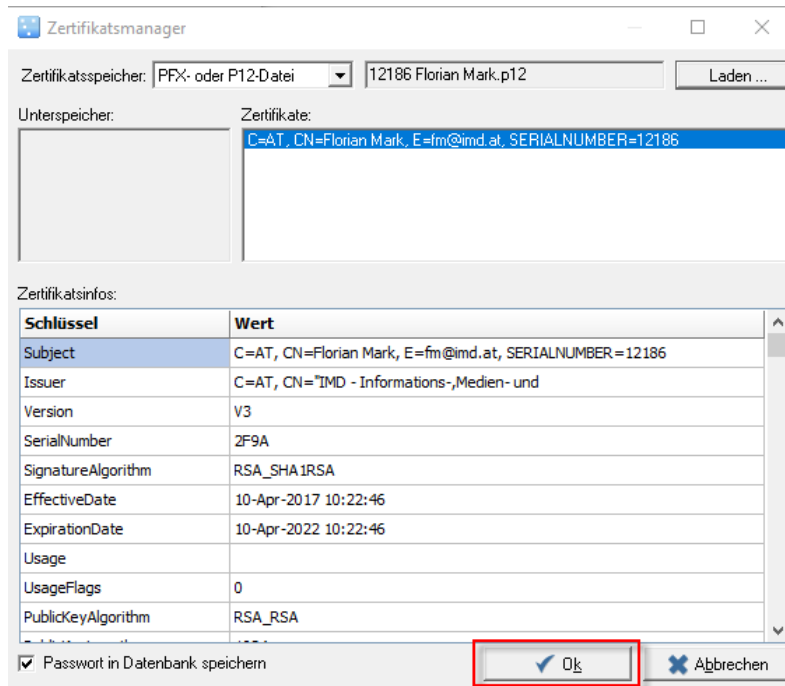 Zertifikatsmanager
Zertifikatsspeicher: PFX- oder P12-Datei 12186 Florian Mark.p12 Laden ...
Unterspeicher: Zertifikate:
C=AT, CN=Florian Mark, E=fm@imd.at, SERIALNUMBER=12186
Zertifikatsinfos:
Schlüssel Wert
Subject C=AT, CN=Florian Mark, E=fm@imd.at, SERIALNUMBER=12186
Issuer C=AT, CN="IMD - Informations-,Medien- und
Version V3
SerialNumber 2F9A
SignatureAlgorithm RSA_SHA1RSA
EffectiveDate 10-Apr-2017 10:22:46
ExpirationDate 10-Apr-2022 10:22:46
Usage
UsageFlags 0
PublicKeyAlgorithm RSA_RSA
Passwort in Datenbank speichern Ok Abbrechen